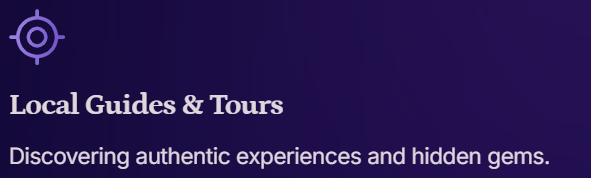 Local Guides & Tours
Discovering authentic experiences and hidden gems.